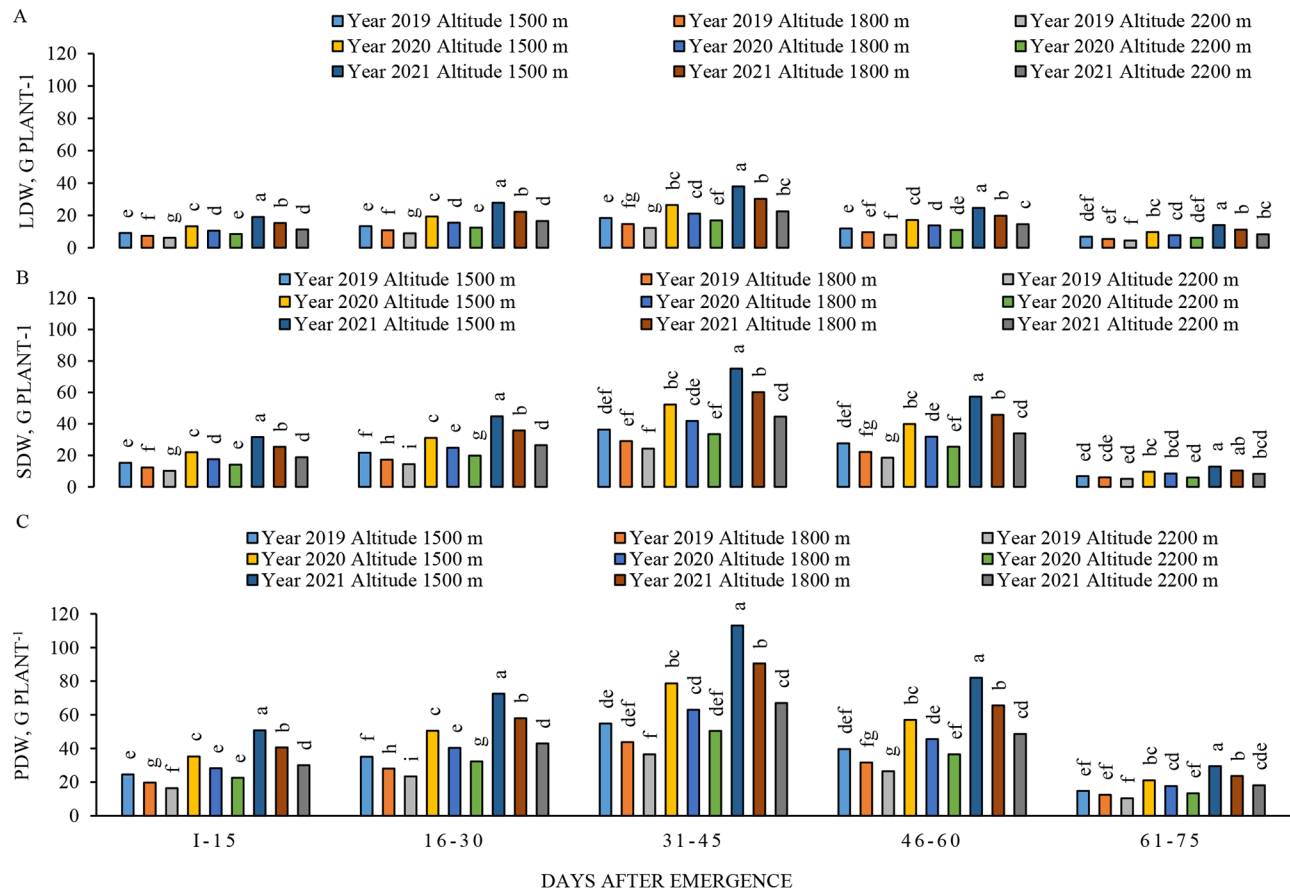 A
Year 2019 Altitude 1500 m Year 2019 Altitude 1800 m Year 2019 Altitude 2200 m
Year 2020 Altitude 1500 m Year 2020 Altitude 1800 m Year 2020 Altitude 2200 m
Year 2021 Altitude 1500 m Year 2021 Altitude 1800 m Year 2021 Altitude 2200 m
LDW, G PLANT-1
120
100
80
60
40
20
0
e f g c d e a b d
e f g c d e a b d
e fg g bc cd ef a b bc
e ef f cd d de a b c
def ef f bc cd def a b bc
B
Year 2019 Altitude 1500 m Year 2019 Altitude 1800 m Year 2019 Altitude 2200 m
Year 2020 Altitude 1500 m Year 2020 Altitude 1800 m Year 2020 Altitude 2200 m
Year 2021 Altitude 1500 m Year 2021 Altitude 1800 m Year 2021 Altitude 2200 m
SDW, G PLANT-1
120
100
80
60
40
20
0
e f g c d e a b d
f h i c e g a b d
def ef f bc cde def a b cd
def fg g bc de ef a b cd
ed cde ed bc bcd ed a ab bcd
C
Year 2019 Altitude 1500 m Year 2019 Altitude 1800 m Year 2019 Altitude 2200 m
Year 2020 Altitude 1500 m Year 2020 Altitude 1800 m Year 2020 Altitude 2200 m
Year 2021 Altitude 1500 m Year 2021 Altitude 1800 m Year 2021 Altitude 2200 m
PDW, G PLANT⁻¹
120
100
80
60
40
20
0
e g f c e e a b d
f h i c e g a b d
de def f bc cd def a b cd
def fg g bc de ef a b cd
ef ef f bc cd ef a b cde
I-15 16-30 31-45 46-60 61-75
DAYS AFTER EMERGENCE